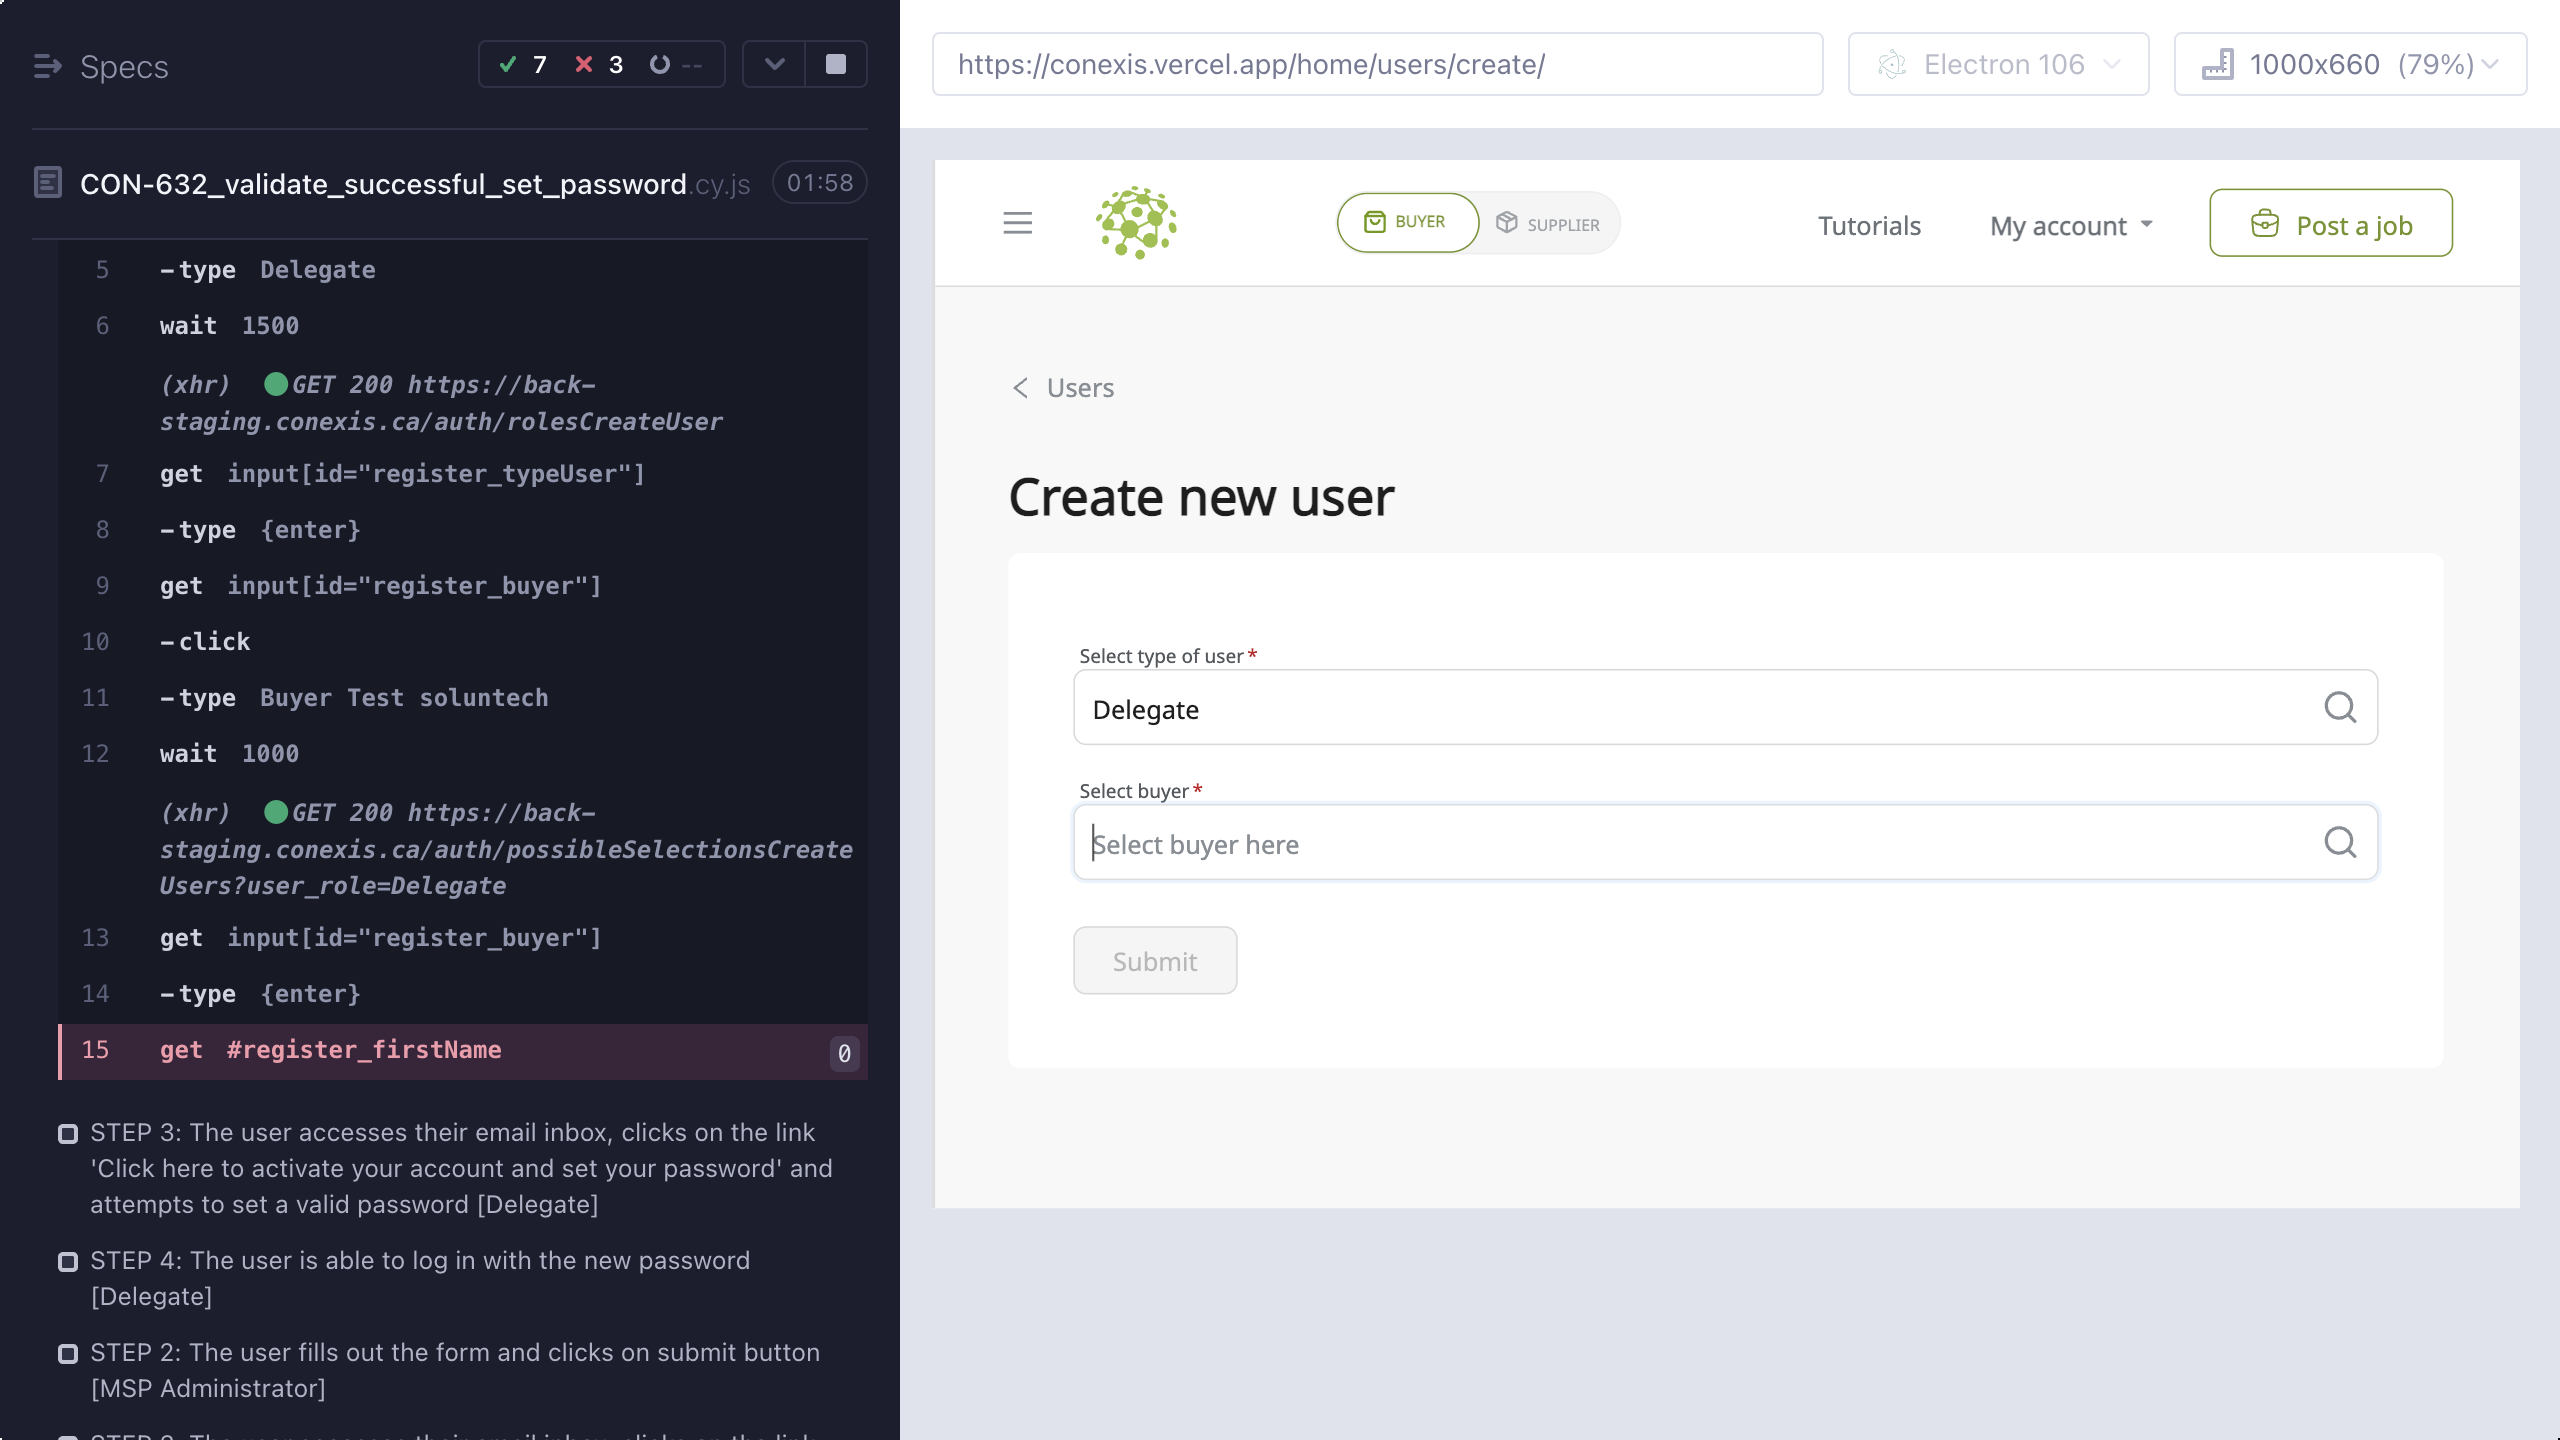 Specs
7 3 --
CON-632_validate_successful_set_password.cy.js 01:58
5 -type Delegate
6 wait 1500
(xhr) GET 200 https://back-
staging.conexis.ca/auth/rolesCreateUser
7 get input[id="register_typeUser"]
8 -type {enter}
9 get input[id="register_buyer"]
10 -click
11 -type Buyer Test soluntech
12 wait 1000
(xhr) GET 200 https://back-
staging.conexis.ca/auth/possibleSelectionsCreate
Users?user_role=Delegate
13 get input[id="register_buyer"]
14 -type {enter}
15 get #register_firstName 0
STEP 3: The user accesses their email inbox, clicks on the link
'Click here to activate your account and set your password' and
attempts to set a valid password [Delegate]
STEP 4: The user is able to log in with the new password
[Delegate]
STEP 2: The user fills out the form and clicks on submit button
[MSP Administrator]
https://conexis.vercel.app/home/users/create/
Electron 106
1000x660 (79%)
BUYER
SUPPLIER
Tutorials
My account
Post a job
Users
Create new user
Select type of user*
Delegate
Select buyer*
Select buyer here
Submit